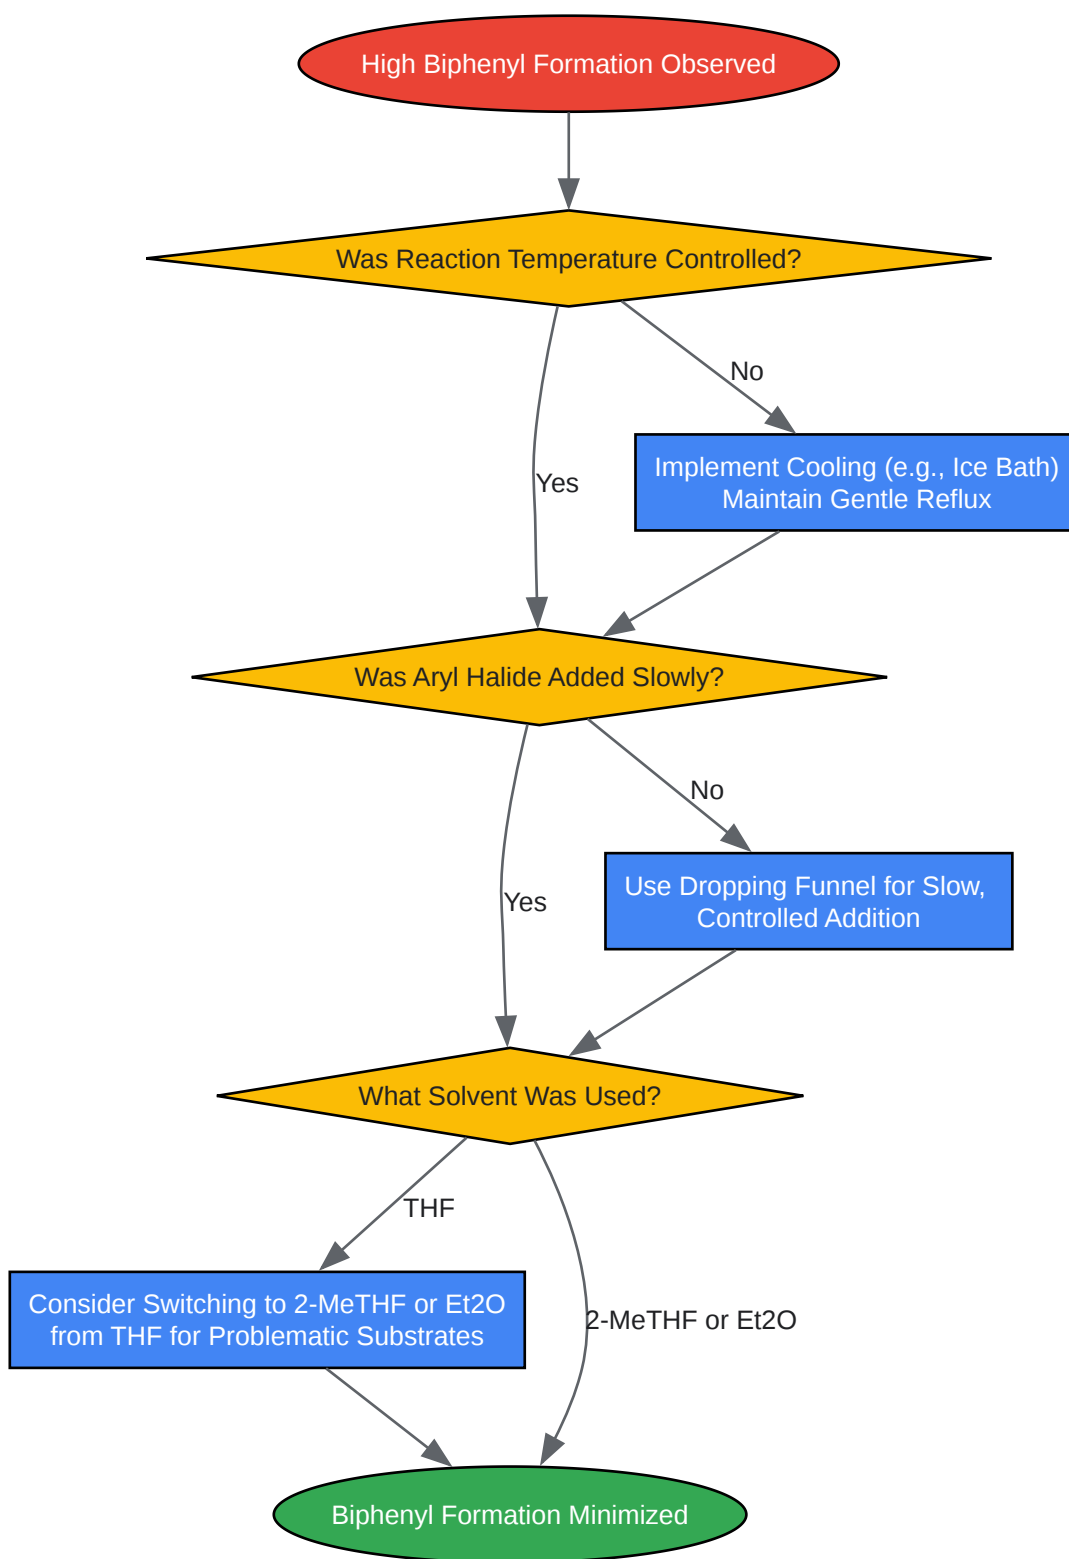 High Biphenyl Formation Observed
Was Reaction Temperature Controlled?
No
Implement Cooling (e.g., Ice Bath)
Maintain Gentle Reflux
Yes
Was Aryl Halide Added Slowly?
No
Use Dropping Funnel for Slow,
Controlled Addition
Yes
What Solvent Was Used?
THF
Consider Switching to 2-MeTHF or Et2O
from THF for Problematic Substrates
2-MeTHF or Et2O
Biphenyl Formation Minimized